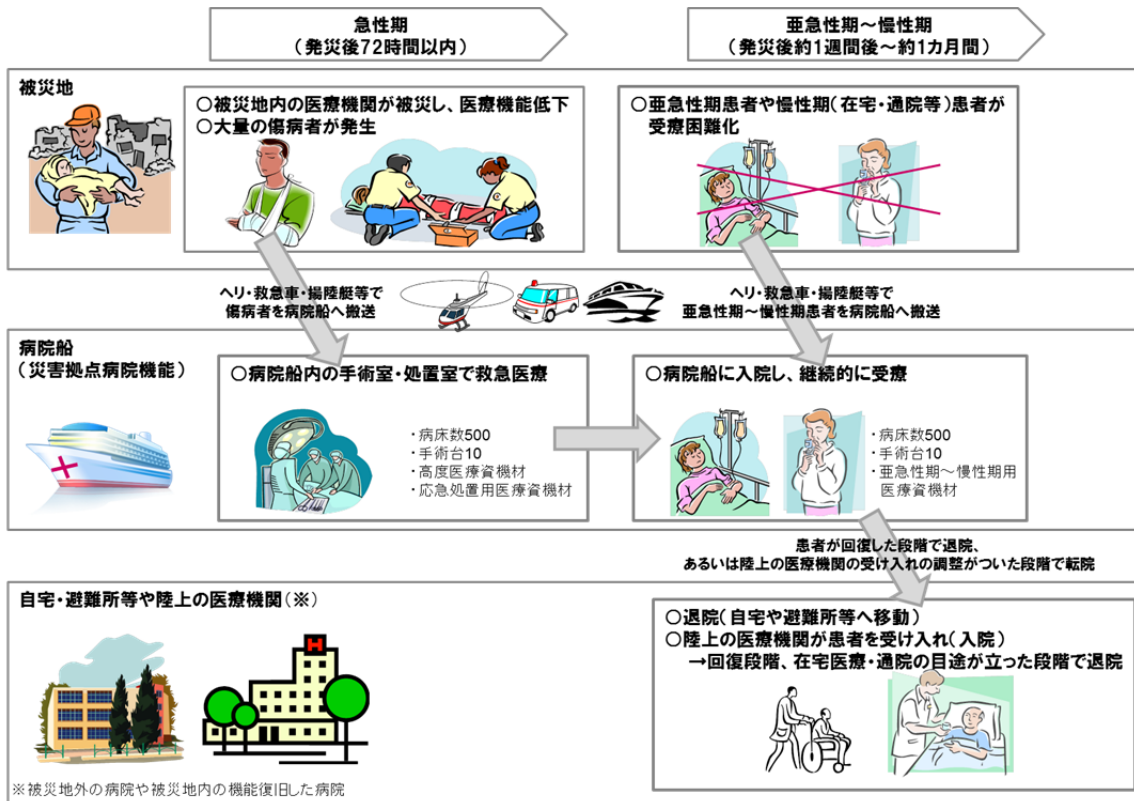 急性期
（発災後72時間以内）
亜急性期～慢性期
（発災後約1週間後～約1カ月間）
被災地
○被災地内の医療機関が被災し、医療機能低下
○大量の傷病者が発生
○亜急性期患者や慢性期（在宅・通院等）患者が
受療困難化
ヘリ・救急車・揚陸艇等で
傷病者を病院船へ搬送
ヘリ・救急車・揚陸艇等で
亜急性期～慢性期患者を病院船へ搬送
病院船
（災害拠点病院機能）
○病院船内の手術室・処置室で救急医療
・病床数500
・手術台10
・高度医療資機材
・応急処置用医療資機材
○病院船に入院し、継続的に受療
・病床数500
・手術台10
・亜急性期～慢性期用
医療資機材
患者が回復した段階で退院、
あるいは陸上の医療機関の受け入れの調整がついた段階で転院
自宅・避難所等や陸上の医療機関（※）
H
○退院（自宅や避難所等へ移動）
○陸上の医療機関が患者を受け入れ（入院）
→回復段階、在宅医療・通院の目途が立った段階で退院
※被災地外の病院や被災地内の機能復旧した病院